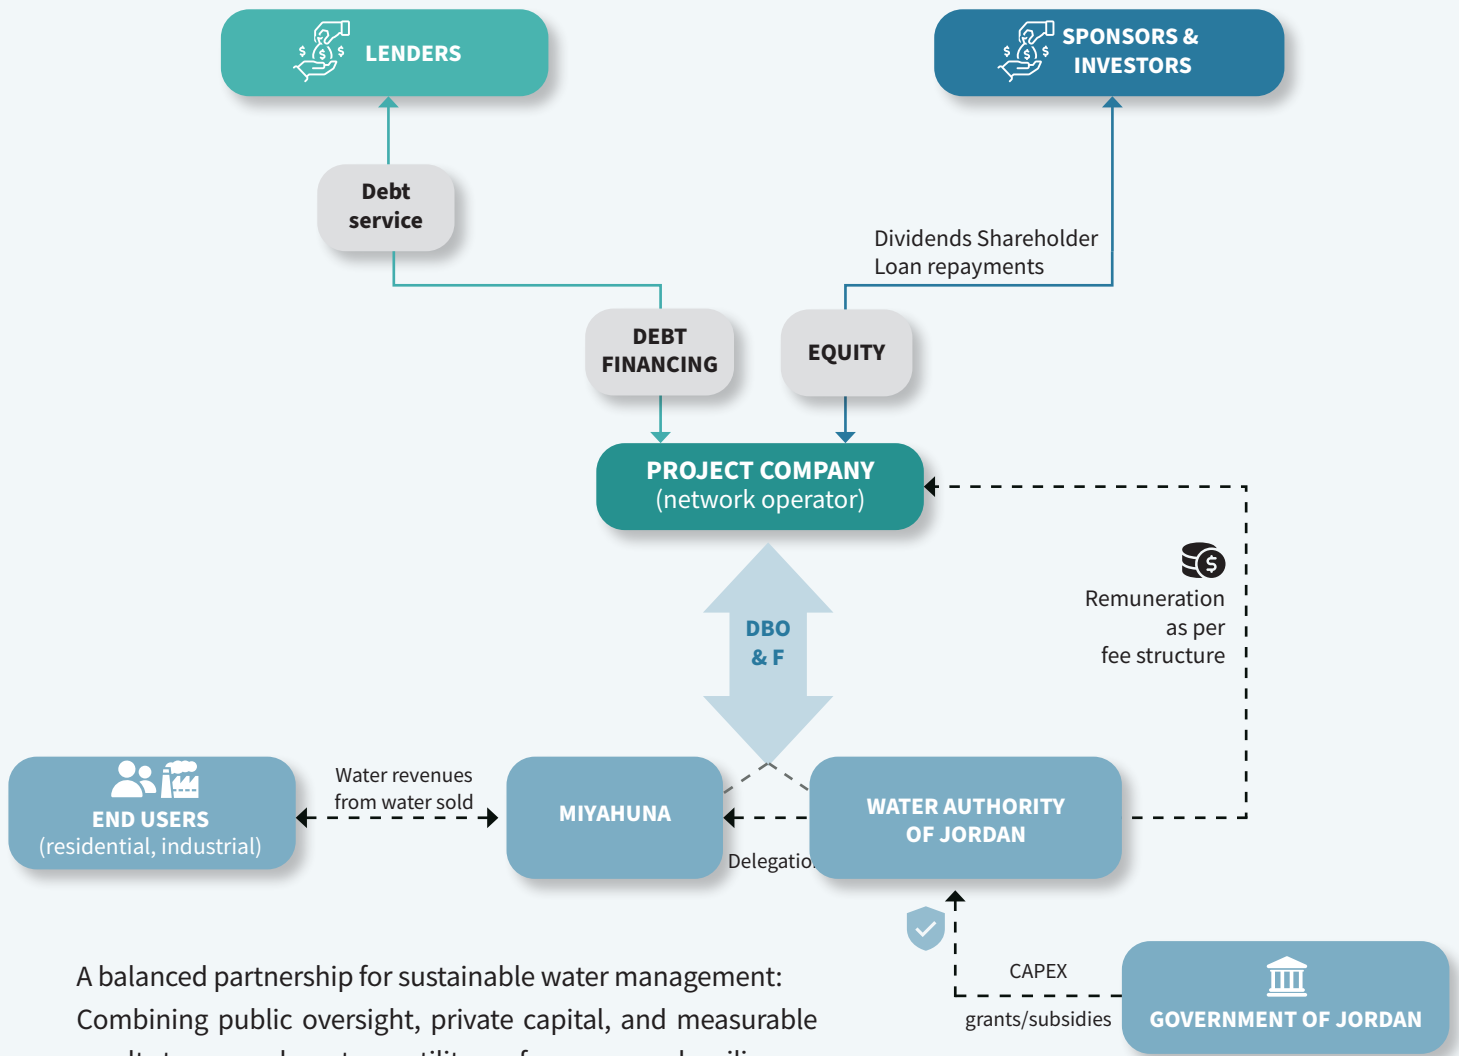 LENDERS
SPONSORS &
INVESTORS
Debt
service
Dividends Shareholder
Loan repayments
DEBT
FINANCING
EQUITY
PROJECT COMPANY
(network operator)
DBO
& F
Remuneration
as per
fee structure
END USERS
(residential, industrial)
Water revenues
from water sold
MIYAHUNA
WATER AUTHORITY
OF JORDAN
CAPEX
grants/subsidies
GOVERNMENT OF JORDAN
A balanced partnership for sustainable water management:
Combining public oversight, private capital, and measurable